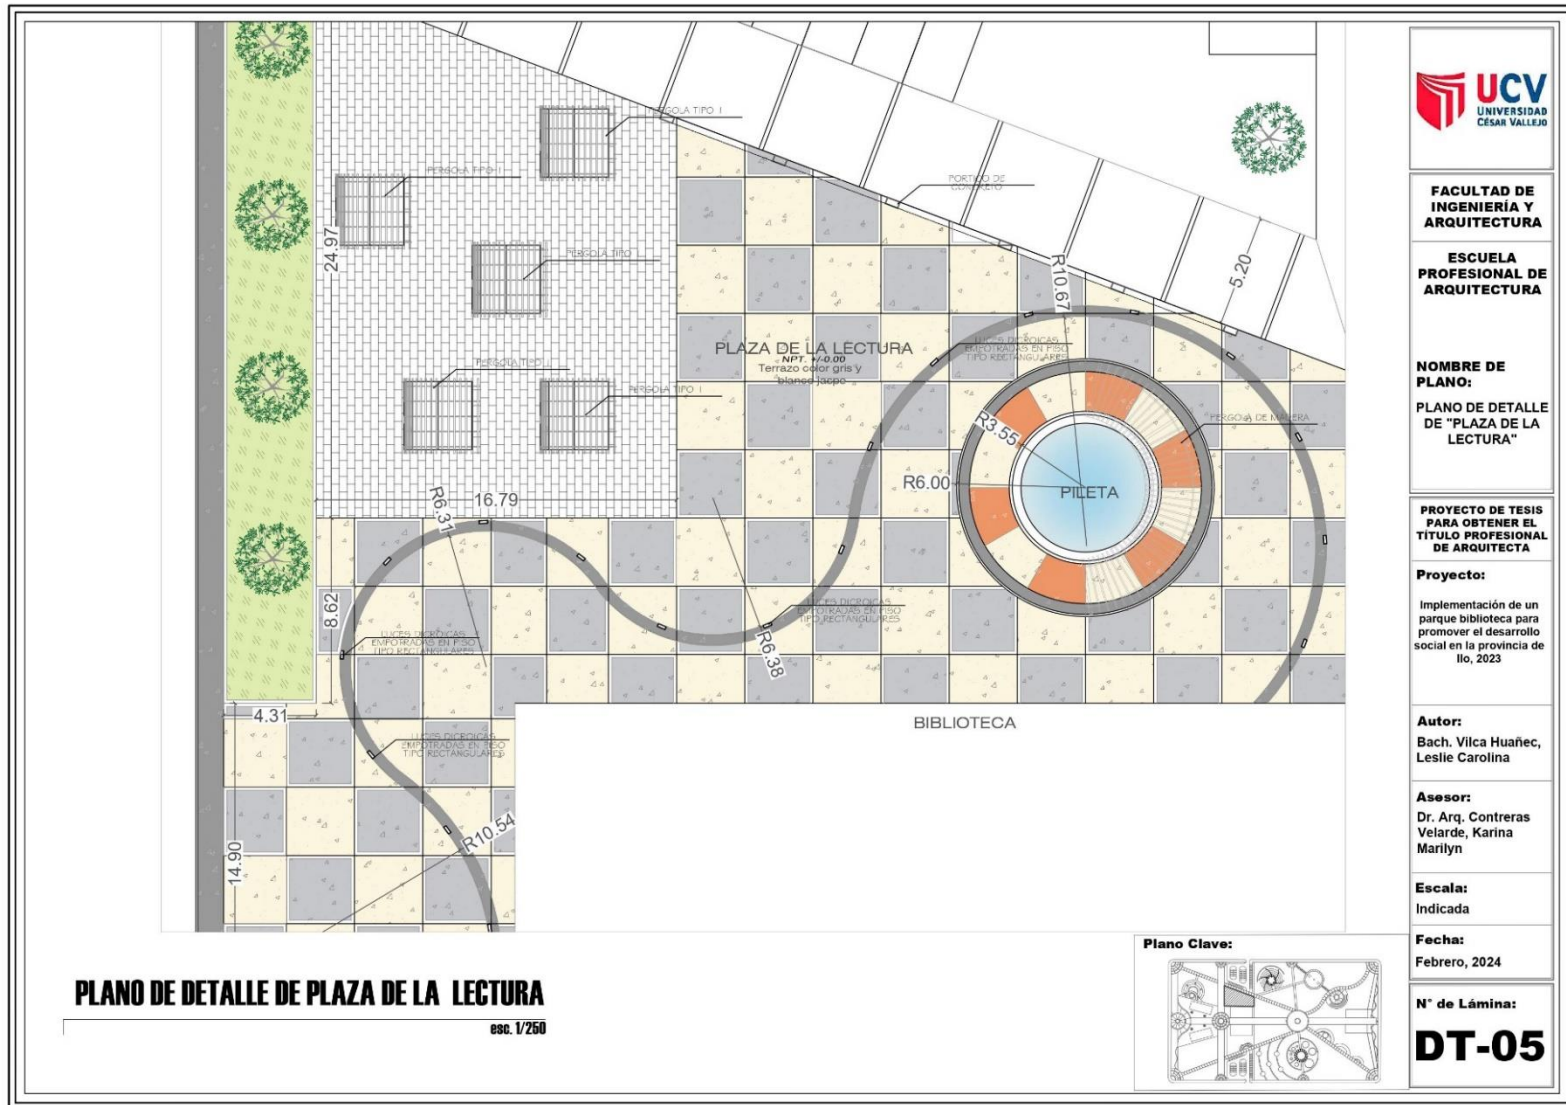 PERGOLA TIPO I
PERGOLA TIPO I
PORTICO DE
CONCRETO
24.97
PERGOLA TIPO I
R10.67
5.20
PLAZA DE LA LECTURA
NPT. +/-0.00
Terrazo color gris y
blanco jaspe
LUCES DICROICAS
EMPOTRADAS EN PISO
TIPO RECTANGULARES
PERGOLA TIPO I
PERGOLA TIPO I
R3.55
PERGOLA DE MADERA
R6.00
PILETA
16.79
R6.31
8.62
LUCES DICROICAS
EMPOTRADAS EN PISO
TIPO RECTANGULARES
LUCES DICROICAS
EMPOTRADAS EN PISO
TIPO RECTANGULARES
R6.38
4.31
BIBLIOTECA
LUCES DICROICAS
EMPOTRADAS EN PISO
TIPO RECTANGULARES
R10.54
14.90
PLANO DE DETALLE DE PLAZA DE LA LECTURA
esc. 1/250
Plano Clave:
UCV
UNIVERSIDAD
CÉSAR VALLEJO
FACULTAD DE
INGENIERÍA Y
ARQUITECTURA
ESCUELA
PROFESIONAL DE
ARQUITECTURA
NOMBRE DE
PLANO:
PLANO DE DETALLE
DE "PLAZA DE LA
LECTURA"
PROYECTO DE TESIS
PARA OBTENER EL
TÍTULO PROFESIONAL
DE ARQUITECTA
Proyecto:
Implementación de un
parque biblioteca para
promover el desarrollo
social en la provincia de
Ilo, 2023
Autor:
Bach. Vilca Huañec,
Leslie Carolina
Asesor:
Dr. Arq. Contreras
Velarde, Karina
Marilyn
Escala:
Indicada
Fecha:
Febrero, 2024
N° de Lámina:
DT-05